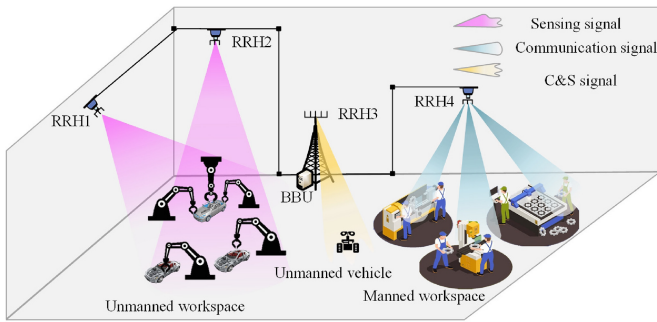 Sensing signal
RRH2
Communication signal
C&S signal
RRH1
RRH3
RRH4
BBU
Unmanned vehicle
Unmanned workspace
Manned workspace